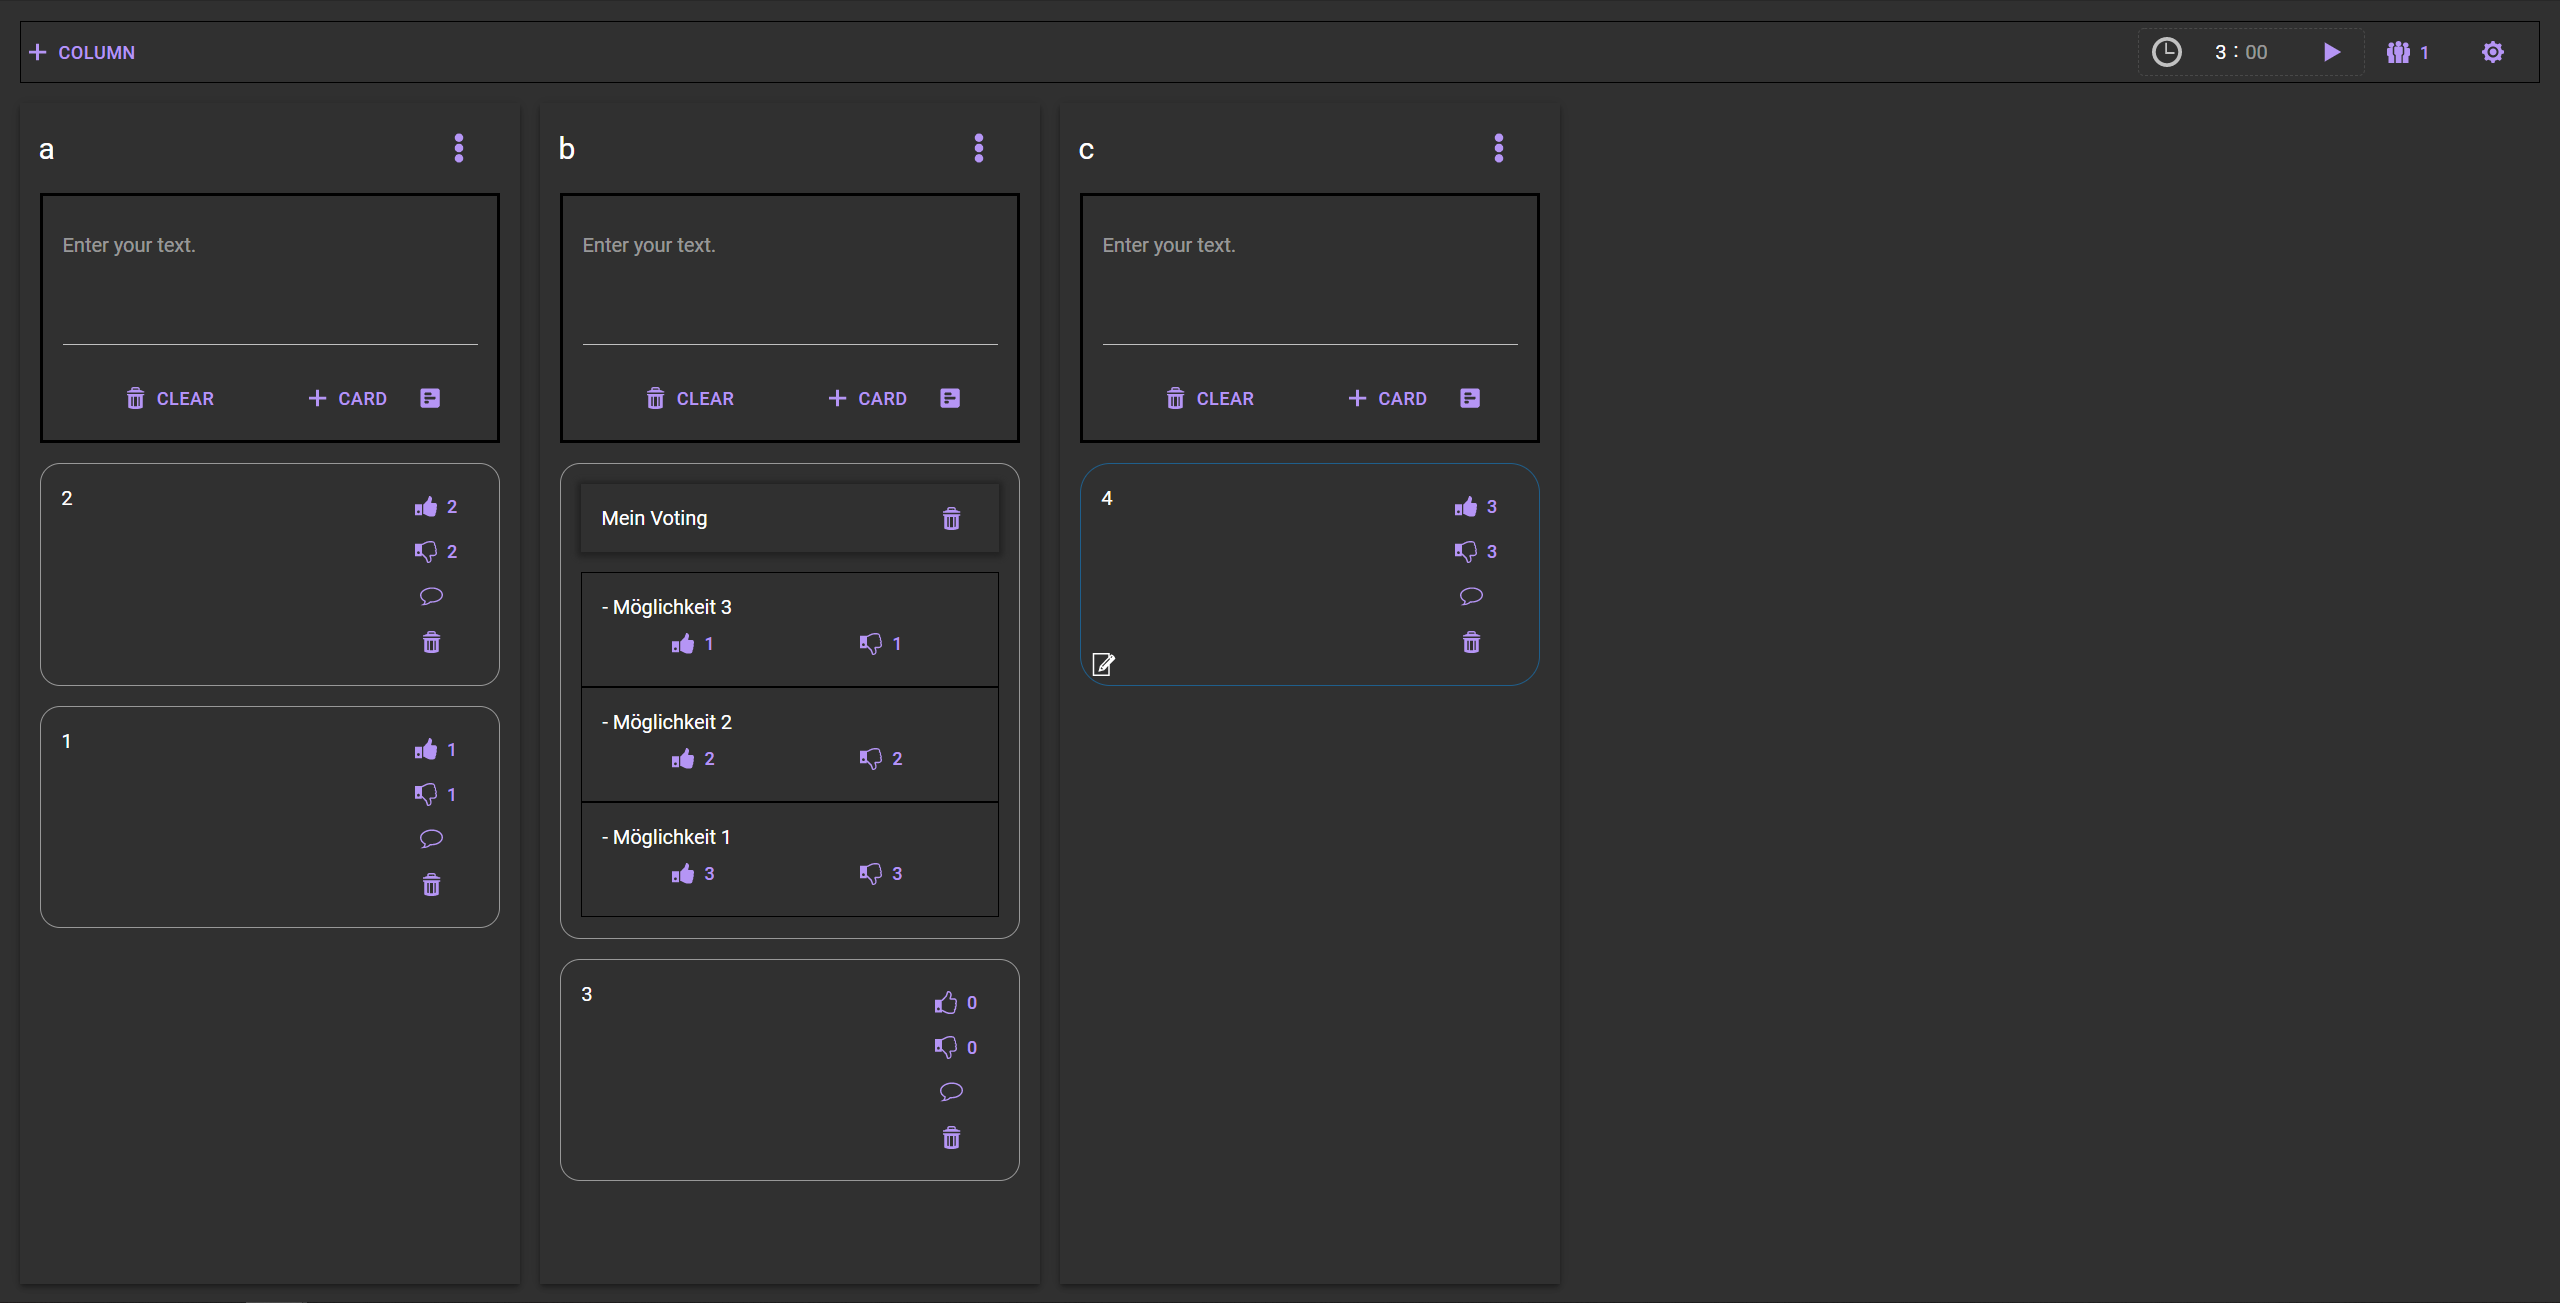 COLUMN
3 : 00
1
a
Enter your text.
CLEAR
CARD
2
2
2
1
1
1
b
Enter your text.
CLEAR
CARD
Mein Voting
- Möglichkeit 3
1 1
- Möglichkeit 2
2 2
- Möglichkeit 1
3 3
3
0
0
c
Enter your text.
CLEAR
CARD
4
3
3